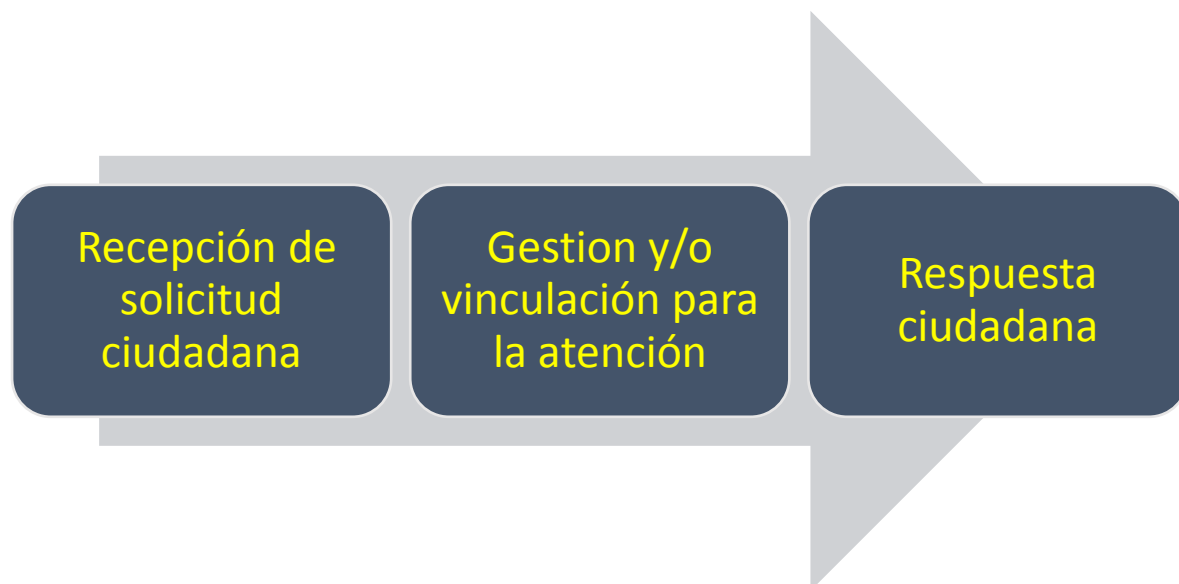 Recepción de
solicitud
ciudadana
Gestion y/o
vinculación para
la atención
Respuesta
ciudadana